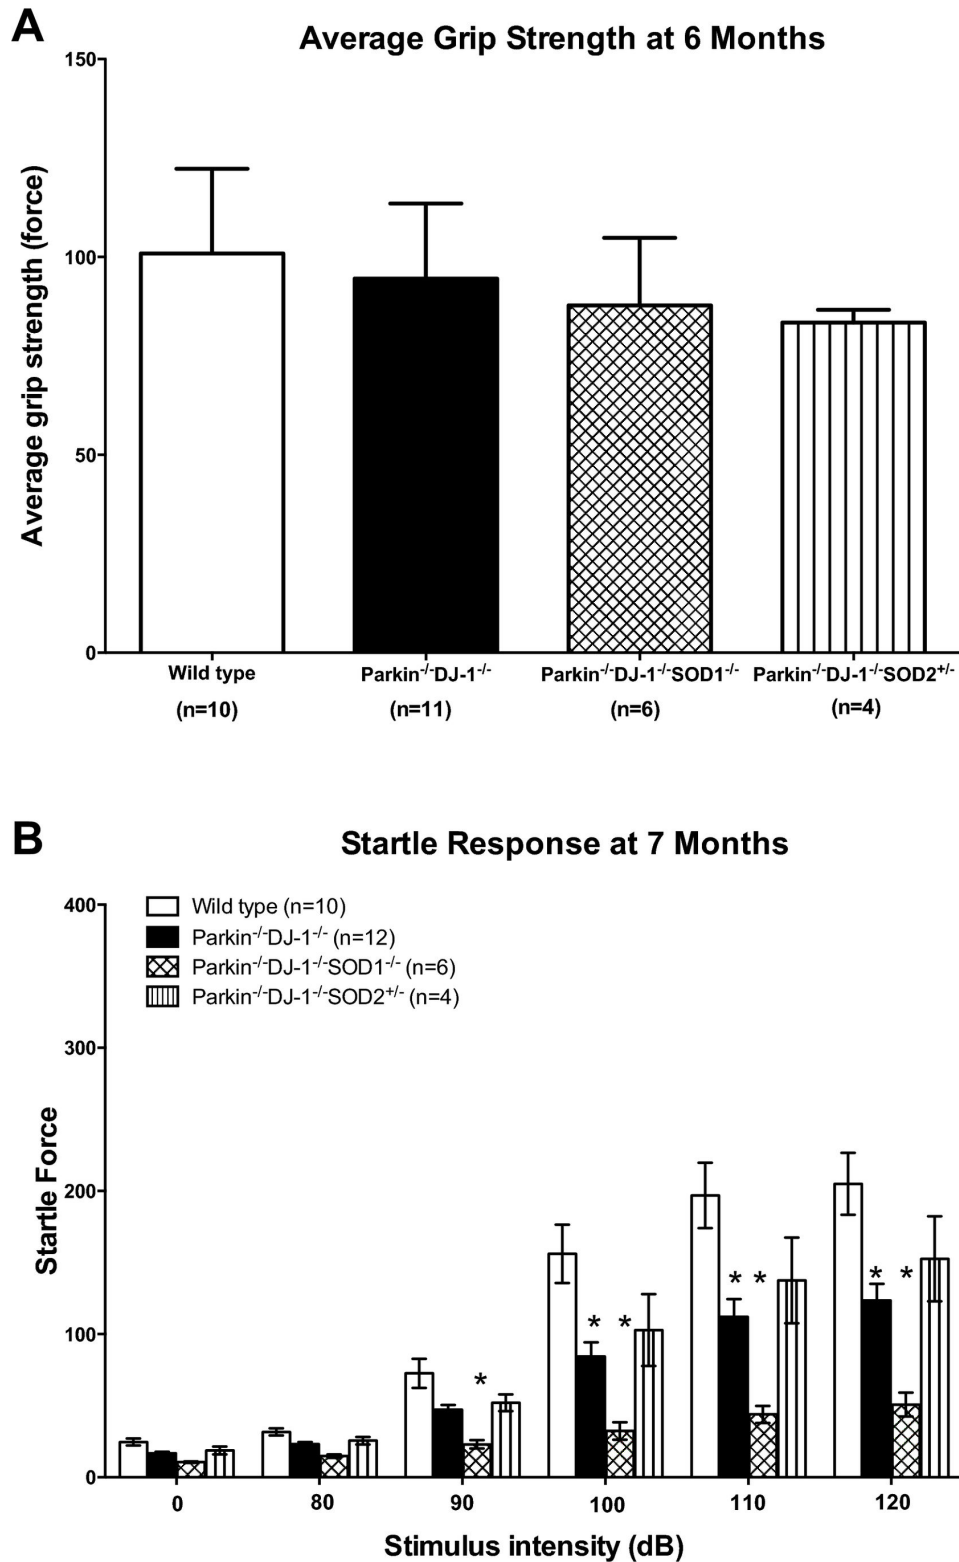 A
Average Grip Strength at 6 Months
Average grip strength (force)
150
100
50
0
Wild type
(n=10)
Parkin-/-DJ-1-/-
(n=11)
Parkin-/-DJ-1-/-SOD1-/-
(n=6)
Parkin-/-DJ-1-/-SOD2+/-
(n=4)
B
Startle Response at 7 Months
Wild type (n=10)
Parkin-/-DJ-1-/- (n=12)
Parkin-/-DJ-1-/-SOD1-/- (n=6)
Parkin-/-DJ-1-/-SOD2+/- (n=4)
Startle Force
400
300
200
100
0
*
* *
* *
* *
0 80 90 100 110 120
Stimulus intensity (dB)